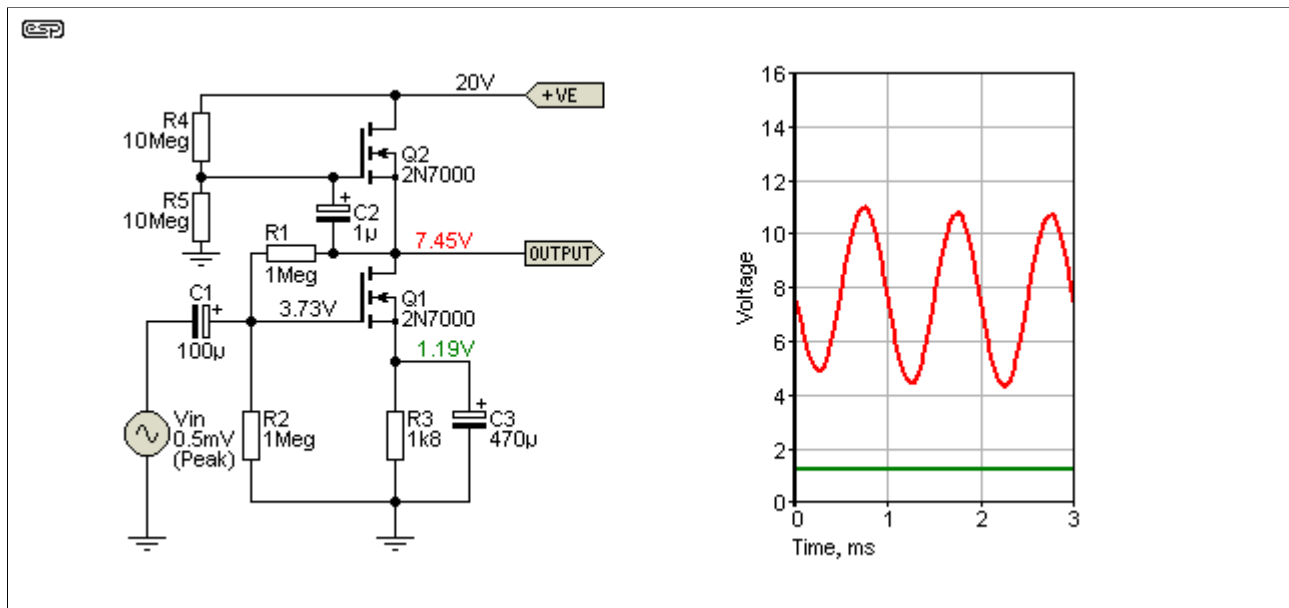 esp
20V
+VE
R4
10Meg
Q2
2N7000
R5
10Meg
C2
1µ
+
R1
1Meg
7.45V
OUTPUT
C1
+
100µ
3.73V
Q1
2N7000
1.19V
Vin
0.5mV
(Peak)
R2
1Meg
R3
1k8
+
C3
470µ
16
14
12
10
8
6
4
2
0
Voltage
0 1 2 3
Time, ms